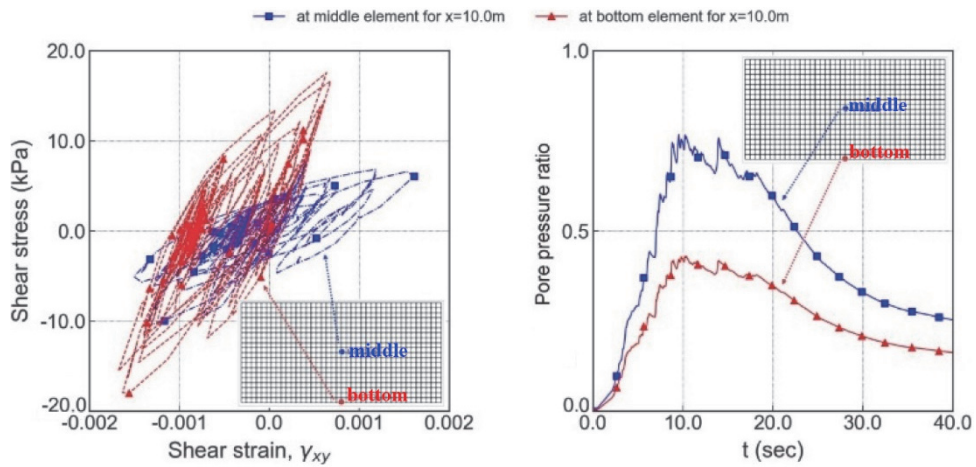 at middle element for x=10.0m
at bottom element for x=10.0m
20.0
10.0
0.0
-10.0
-20.0
Shear stress (kPa)
middle
bottom
-0.002
-0.001
0.000
0.001
0.002
Shear strain, γxy
1.0
0.5
0.0
Pore pressure ratio
middle
bottom
0.0
10.0
20.0
30.0
40.0
t (sec)